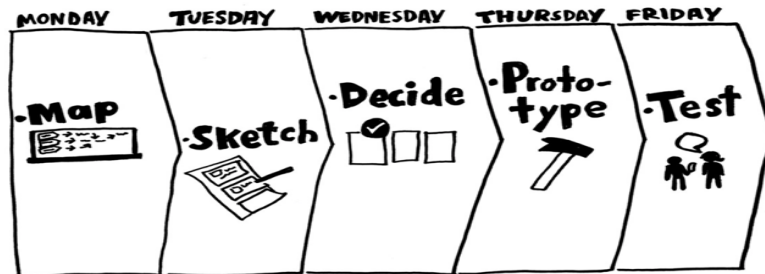 MONDAY
TUESDAY
WEDNESDAY
THURSDAY
FRIDAY
·Map
·Sketch
·Decide
·Proto-
type
·Test